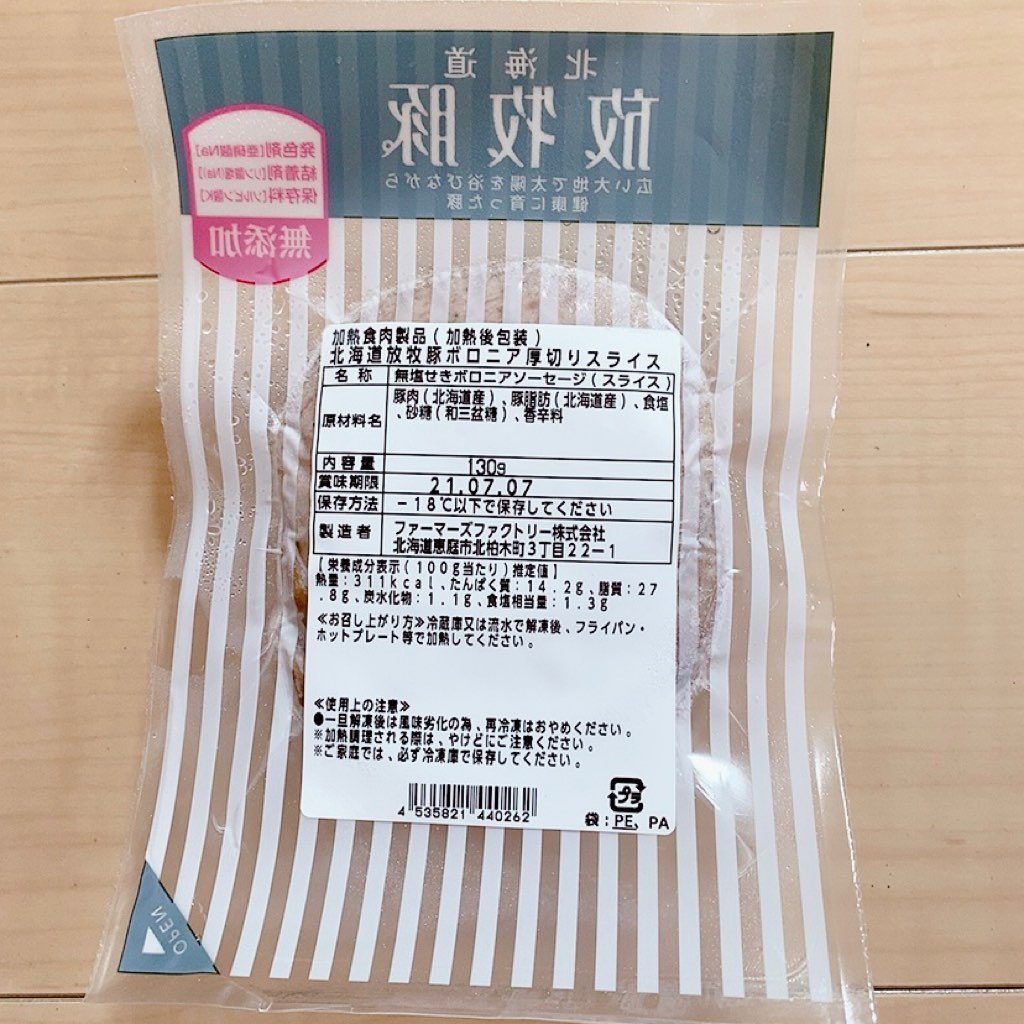 北海道
放牧豚
広い大地で太陽を浴びながら
健康に育った豚
発色剤[亜硝酸Na]
結着剤[リン酸塩(Na)]
保存料[ソルビン酸K]
無添加
加熱食肉製品(加熱後包装)
北海道放牧豚ボロニア厚切りスライス
名称 無塩せきボロニアソーセージ(スライス)
原材料名 豚肉(北海道産)、豚脂肪(北海道産)、食塩
、砂糖(和三盆糖)、香辛料
内容量 130g
賞味期限 21.07.07
保存方法 -18℃以下で保存してください
製造者 ファーマーズファクトリー株式会社
北海道恵庭市北柏木町3丁目22-1
【栄養成分表示(100g当たり)推定値】
熱量:311kcal、たんぱく質:14.2g、脂質:27
.8g、炭水化物:1.1g、食塩相当量:1.3g
≪お召し上がり方≫冷蔵庫又は流水で解凍後、フライパン・
ホットプレート等で加熱してください。
≪使用上の注意≫
●一旦解凍後は風味劣化の為、再冷凍はおやめください。
※加熱調理される際は、やけどにご注意ください。
※ご家庭では、必ず冷凍庫で保存してください。
4 535821 440262
プラ
袋:PE、PA
OPEN